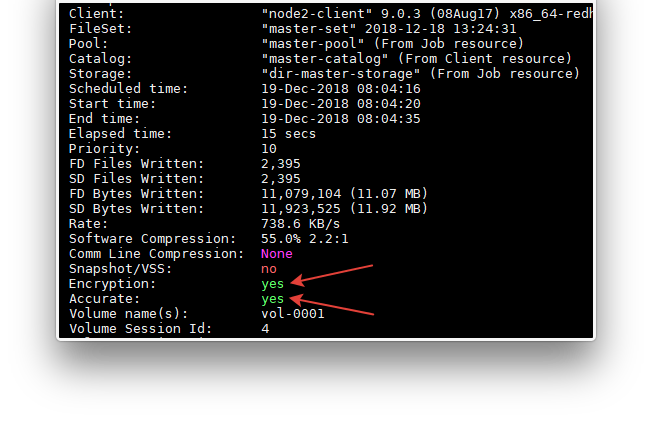 Client: "node2-client" 9.0.3 (08Aug17) x86_64-redh
FileSet: "master-set" 2018-12-18 13:24:31
Pool: "master-pool" (From Job resource)
Catalog: "master-catalog" (From Client resource)
Storage: "dir-master-storage" (From Job resource)
Scheduled time: 19-Dec-2018 08:04:16
Start time: 19-Dec-2018 08:04:20
End time: 19-Dec-2018 08:04:35
Elapsed time: 15 secs
Priority: 10
FD Files Written: 2,395
SD Files Written: 2,395
FD Bytes Written: 11,079,104 (11.07 MB)
SD Bytes Written: 11,923,525 (11.92 MB)
Rate: 738.6 KB/s
Software Compression: 55.0% 2.2:1
Comm Line Compression: None
Snapshot/VSS: no
Encryption: yes
Accurate: yes
Volume name(s): vol-0001
Volume Session Id: 4